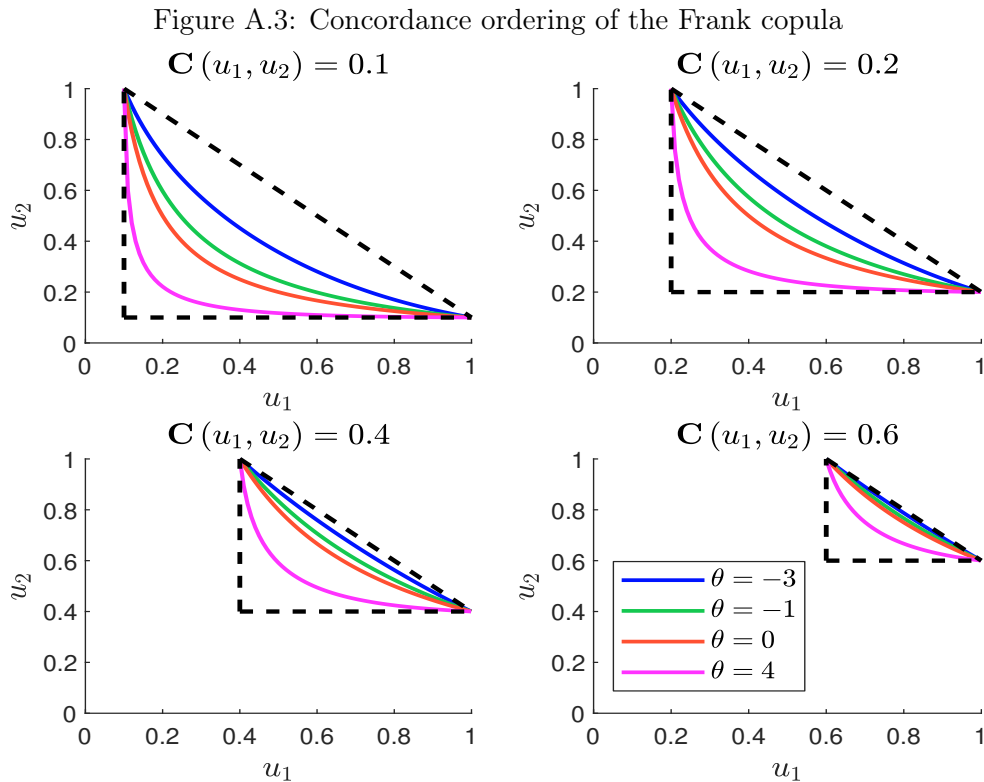 Figure A.3: Concordance ordering of the Frank copula
C (u₁, u₂) = 0.1
1
0.8
0.6
0.4
0.2
0
u₂
0 0.2 0.4 0.6 0.8 1
u₁
C (u₁, u₂) = 0.2
1
0.8
0.6
0.4
0.2
0
u₂
0 0.2 0.4 0.6 0.8 1
u₁
C (u₁, u₂) = 0.4
1
0.8
0.6
0.4
0.2
0
u₂
0 0.2 0.4 0.6 0.8 1
u₁
C (u₁, u₂) = 0.6
1
0.8
0.6
0.4
0.2
0
u₂
θ = −3
θ = −1
θ = 0
θ = 4
0 0.2 0.4 0.6 0.8 1
u₁